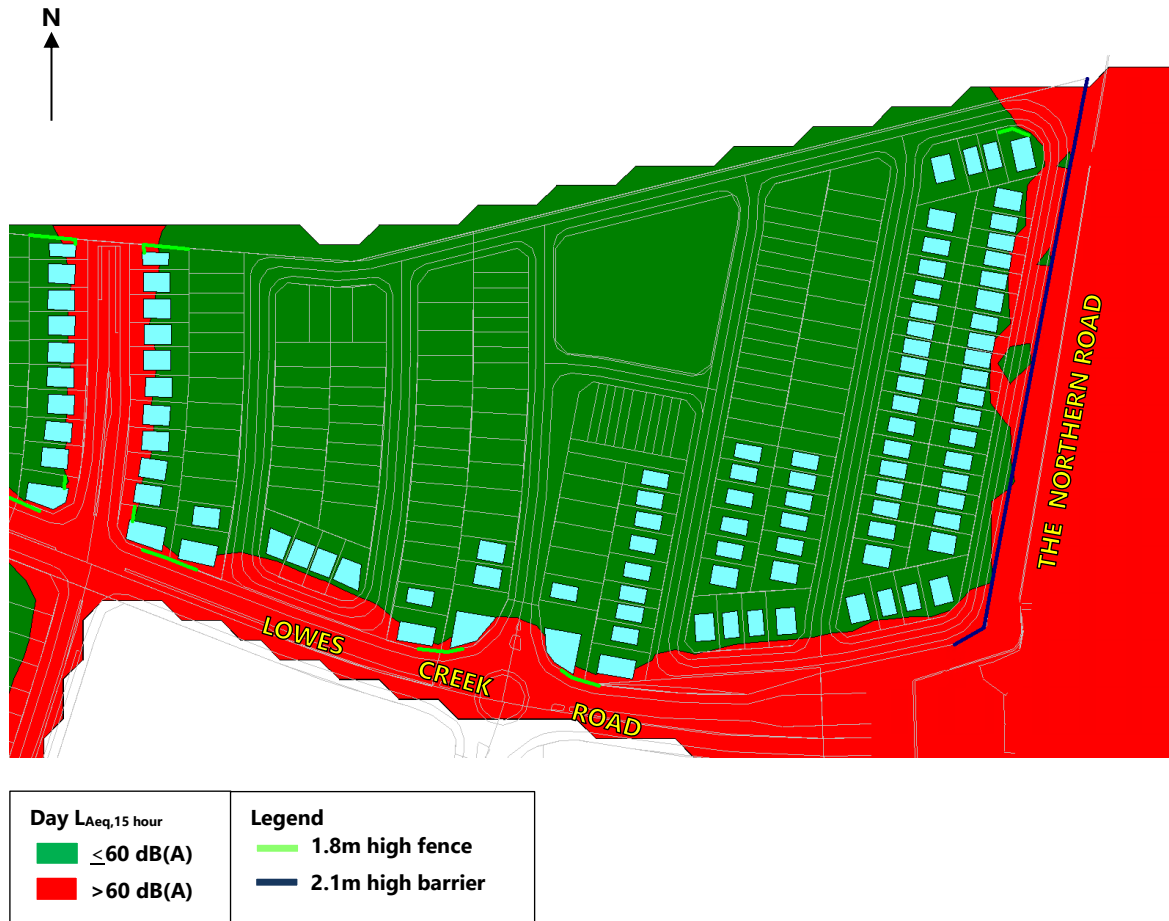 N
THE NORTHERN ROAD
LOWES
CREEK
ROAD
Day LAeq,15 hour
≤60 dB(A)
>60 dB(A)
Legend
1.8m high fence
2.1m high barrier